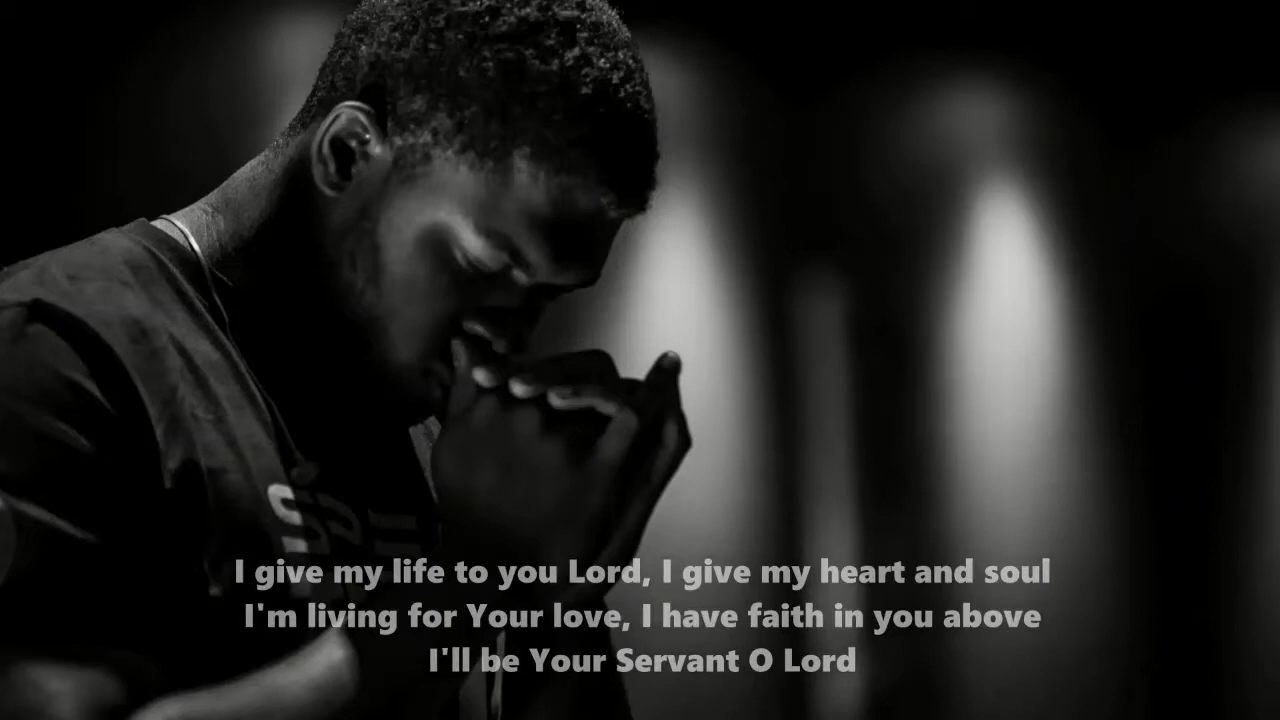 I give my life to you Lord, I give my heart and soul
I'm living for Your love, I have faith in you above
I'll be Your Servant O Lord